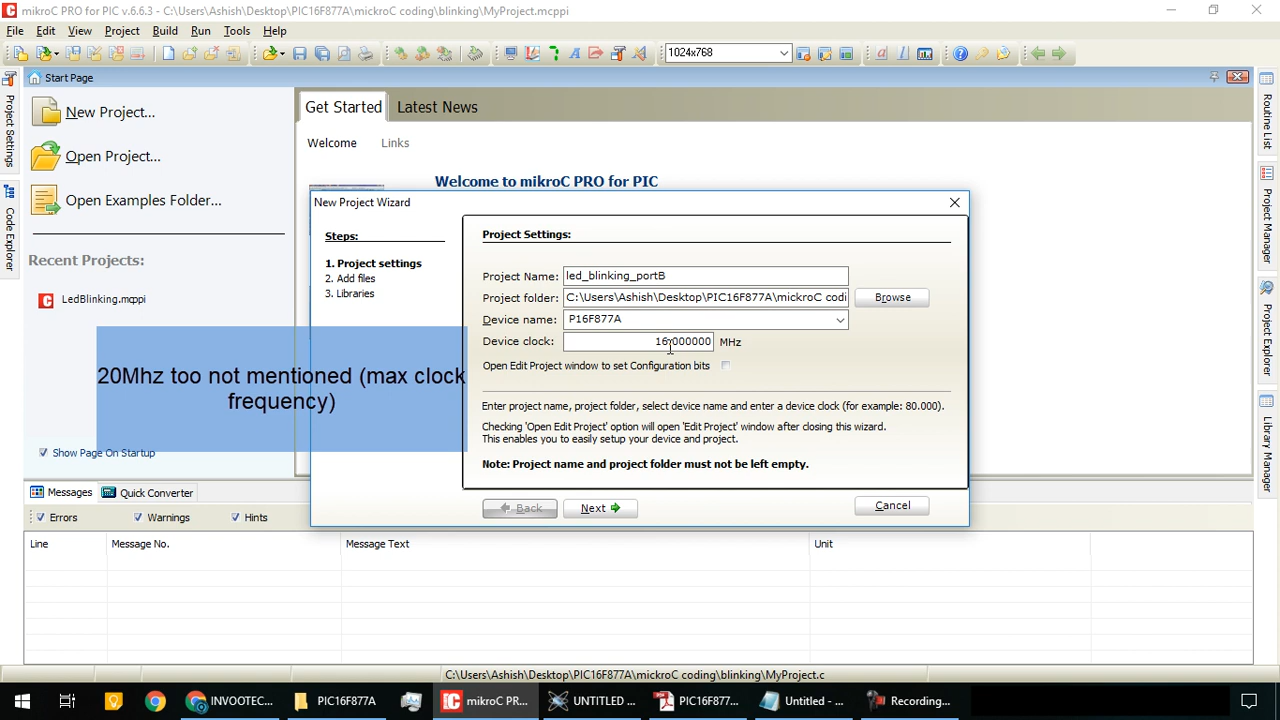 mikroC PRO for PIC v.6.6.3 - C:\Users\Ashish\Desktop\PIC16F877A\mickroC coding\blinking\MyProject.mcppi
File Edit View Project Build Run Tools Help
1024x768
Start Page
Project Settings
Code Explorer
New Project...
Open Project...
Open Examples Folder...
Recent Projects:
LedBlinking.mcppi
Show Page On Startup
Get Started Latest News
Welcome Links
Welcome to mikroC PRO for PIC
New Project Wizard
Steps:
1. Project settings
2. Add files
3. Libraries
Project Settings:
Project Name: led_blinking_portB
Project folder: C:\Users\Ashish\Desktop\PIC16F877A\mickroC codi Browse
Device name: P16F877A
Device clock: 16.000000 MHz
Open Edit Project window to set Configuration bits
Enter project name, project folder, select device name and enter a device clock (for example: 80.000).
Checking 'Open Edit Project' option will open 'Edit Project' window after closing this wizard.
This enables you to easily setup your device and project.
Note: Project name and project folder must not be left empty.
Back Next Cancel
20Mhz too not mentioned (max clock
frequency)
Routine List
Project Manager
Project Explorer
Library Manager
Messages Quick Converter
Errors Warnings Hints
Line Message No. Message Text Unit
C:\Users\Ashish\Desktop\PIC16F877A\mickroC coding\blinking\MyProject.c
INVOOTEC... PIC16F877A mikroC PR... UNTITLED ... PIC16F877... Untitled - ... Recording...